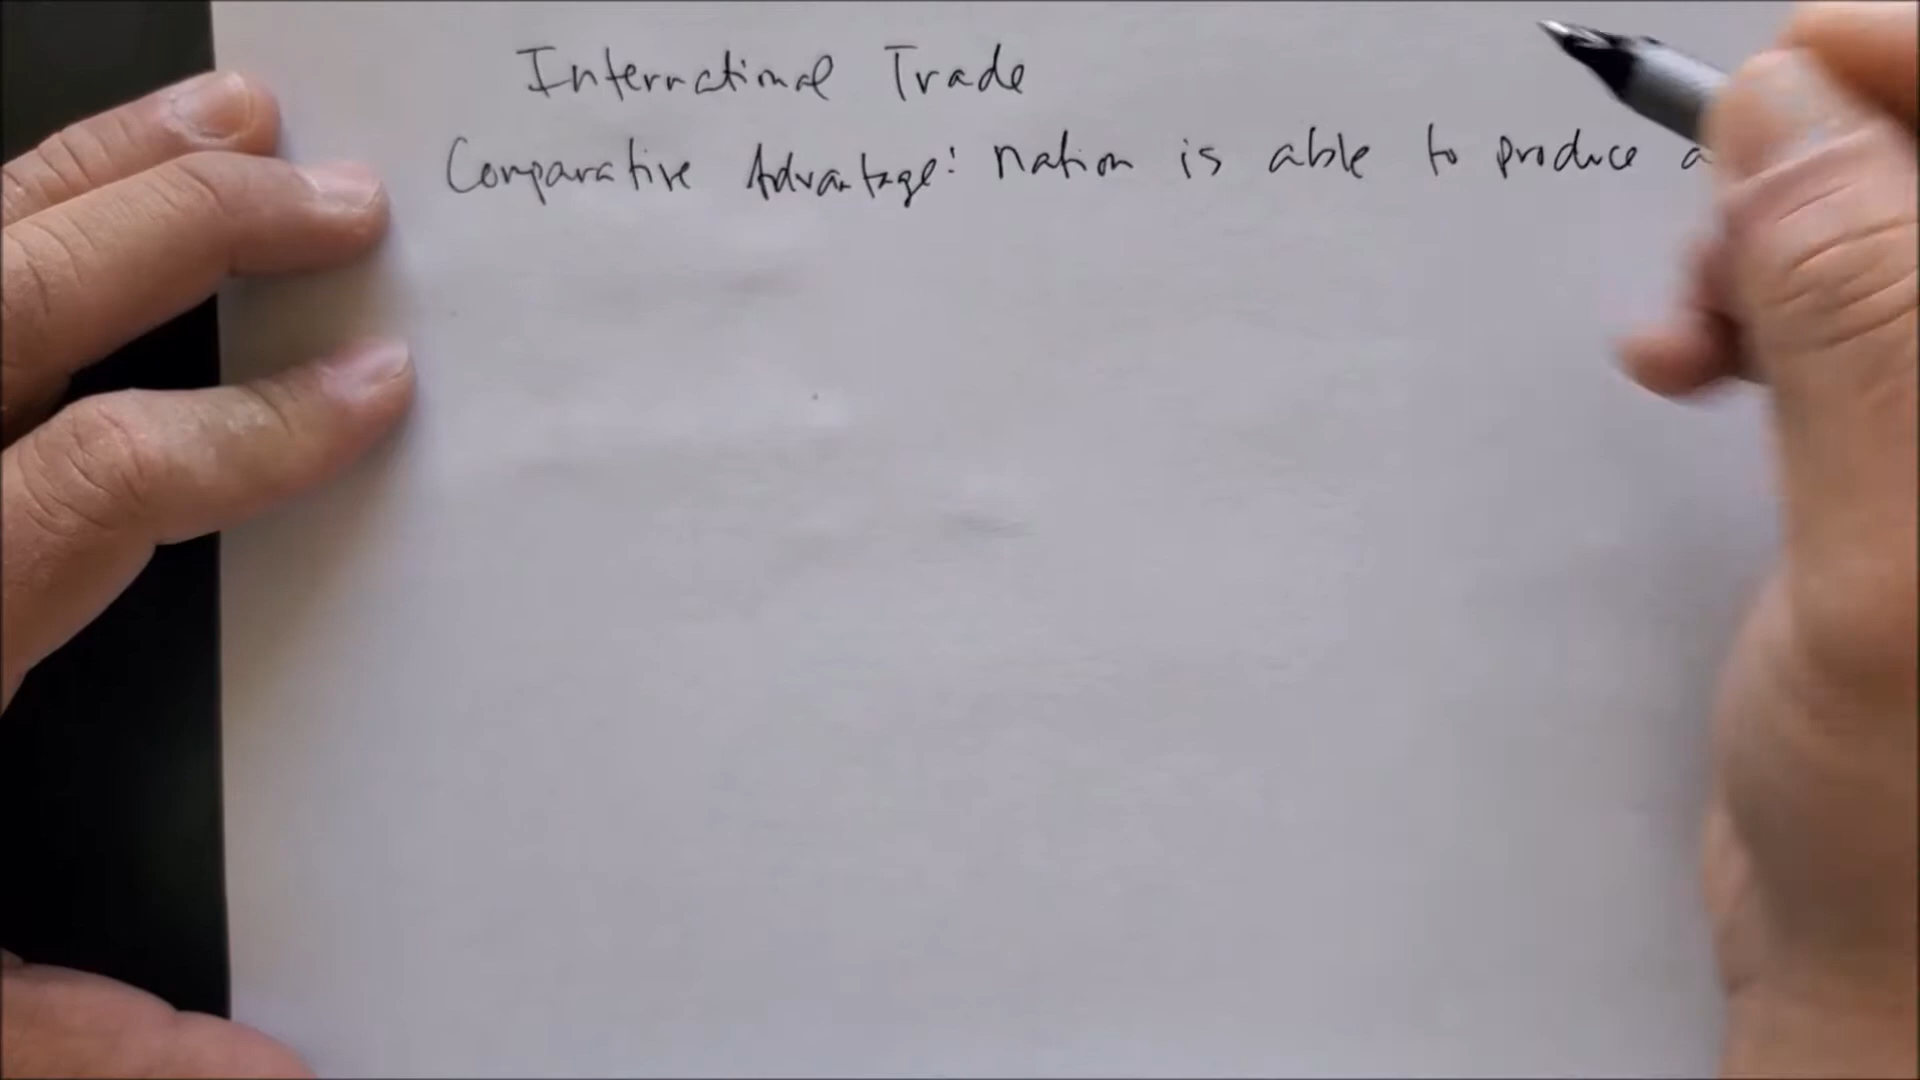 International Trade
Comparative Advantage: nation is able to produce a